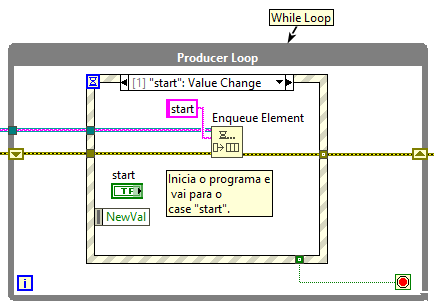 While Loop
Producer Loop
[1] "start": Value Change
start
Enqueue Element
start
TF
Inicia o programa e
vai para o
case "start".
NewVal
i